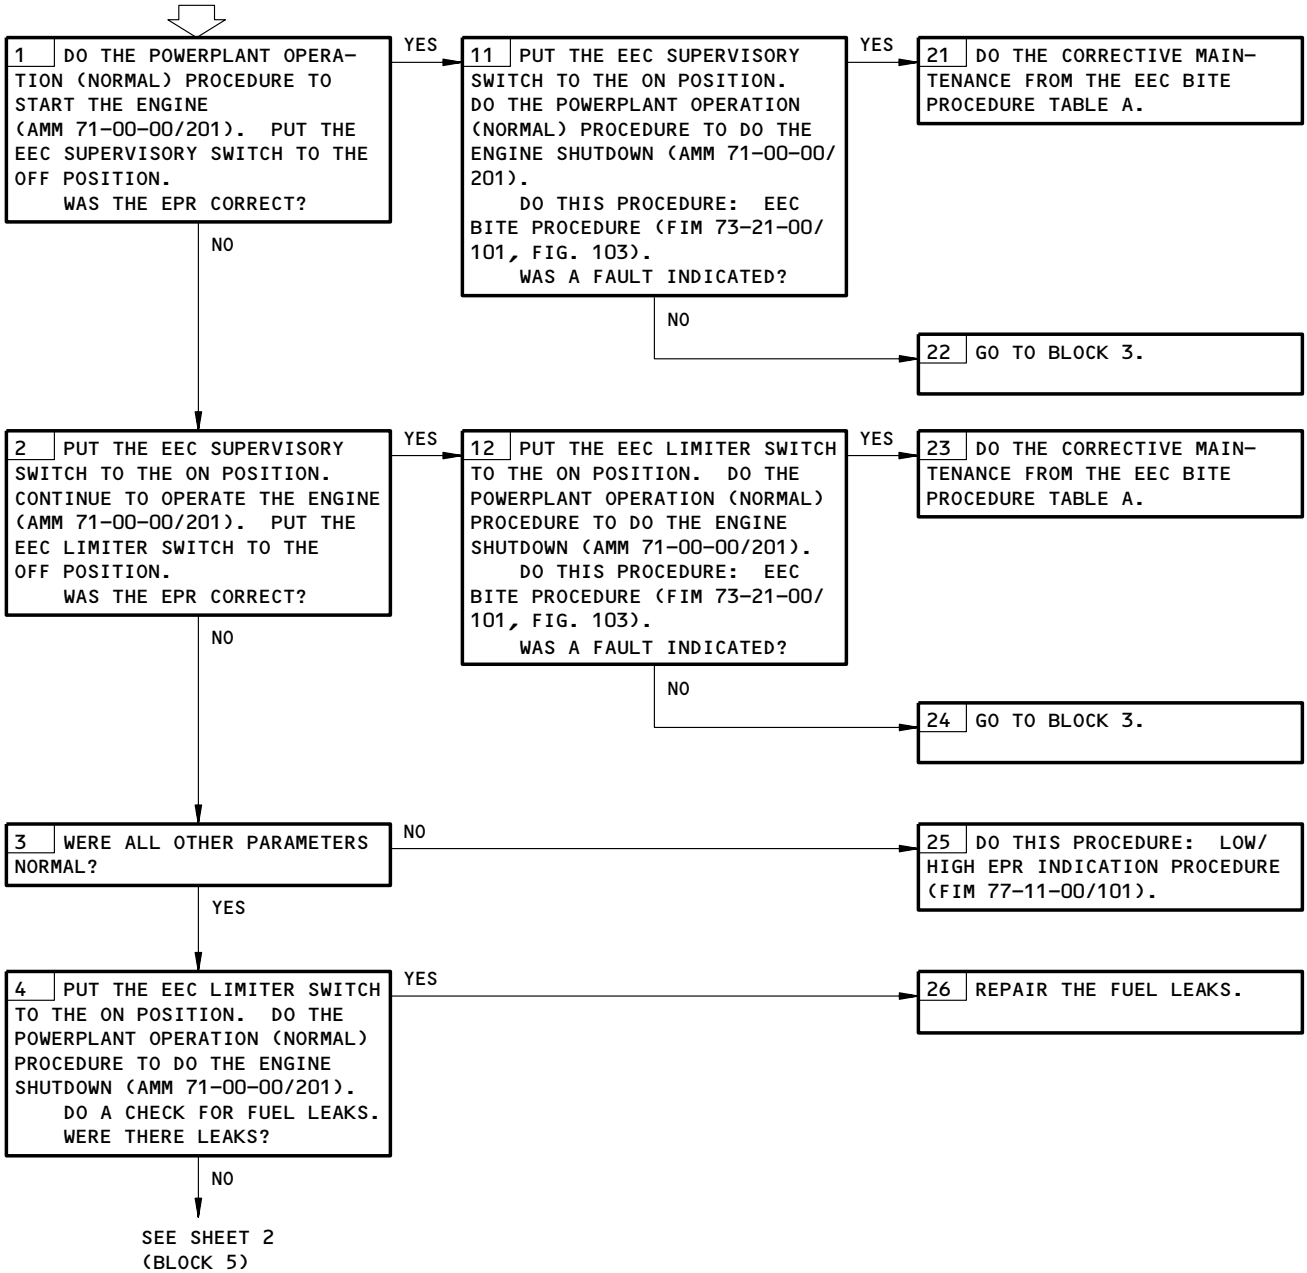 1 DO THE POWERPLANT OPERA-
TION (NORMAL) PROCEDURE TO
START THE ENGINE
(AMM 71-00-00/201). PUT THE
EEC SUPERVISORY SWITCH TO THE
OFF POSITION.
WAS THE EPR CORRECT?
YES
NO
11 PUT THE EEC SUPERVISORY
SWITCH TO THE ON POSITION.
DO THE POWERPLANT OPERATION
(NORMAL) PROCEDURE TO DO THE
ENGINE SHUTDOWN (AMM 71-00-00/
201).
DO THIS PROCEDURE: EEC
BITE PROCEDURE (FIM 73-21-00/
101, FIG. 103).
WAS A FAULT INDICATED?
YES
NO
21 DO THE CORRECTIVE MAIN-
TENANCE FROM THE EEC BITE
PROCEDURE TABLE A.
22 GO TO BLOCK 3.
2 PUT THE EEC SUPERVISORY
SWITCH TO THE ON POSITION.
CONTINUE TO OPERATE THE ENGINE
(AMM 71-00-00/201). PUT THE
EEC LIMITER SWITCH TO THE
OFF POSITION.
WAS THE EPR CORRECT?
YES
NO
12 PUT THE EEC LIMITER SWITCH
TO THE ON POSITION. DO THE
POWERPLANT OPERATION (NORMAL)
PROCEDURE TO DO THE ENGINE
SHUTDOWN (AMM 71-00-00/201).
DO THIS PROCEDURE: EEC
BITE PROCEDURE (FIM 73-21-00/
101, FIG. 103).
WAS A FAULT INDICATED?
YES
NO
23 DO THE CORRECTIVE MAIN-
TENANCE FROM THE EEC BITE
PROCEDURE TABLE A.
24 GO TO BLOCK 3.
3 WERE ALL OTHER PARAMETERS
NORMAL?
NO
YES
25 DO THIS PROCEDURE: LOW/
HIGH EPR INDICATION PROCEDURE
(FIM 77-11-00/101).
4 PUT THE EEC LIMITER SWITCH
TO THE ON POSITION. DO THE
POWERPLANT OPERATION (NORMAL)
PROCEDURE TO DO THE ENGINE
SHUTDOWN (AMM 71-00-00/201).
DO A CHECK FOR FUEL LEAKS.
WERE THERE LEAKS?
YES
NO
26 REPAIR THE FUEL LEAKS.
SEE SHEET 2
(BLOCK 5)